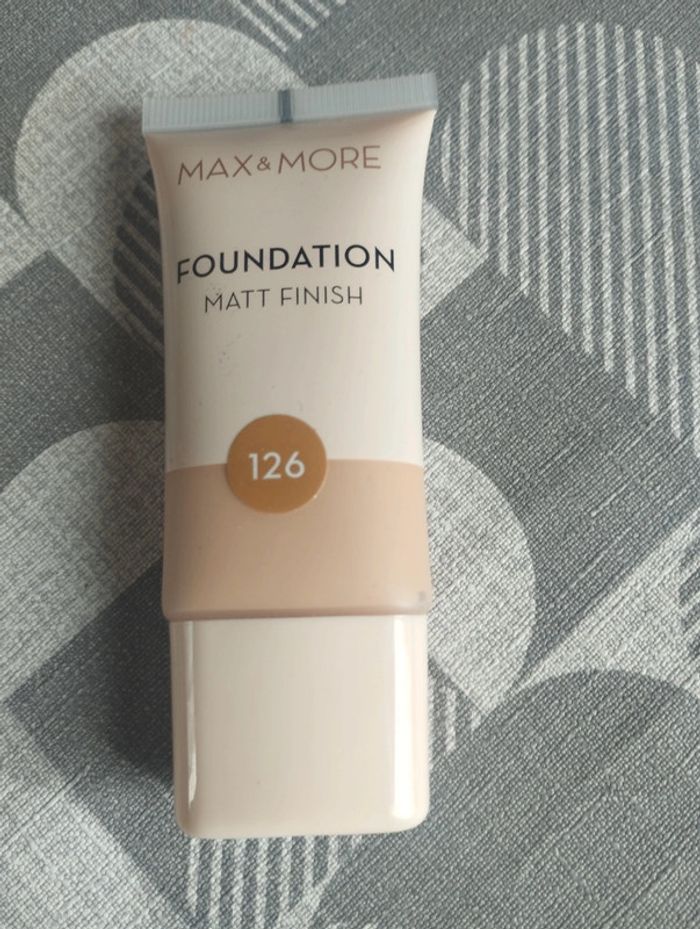 MAX & MORE
FOUNDATION
MATT FINISH
126